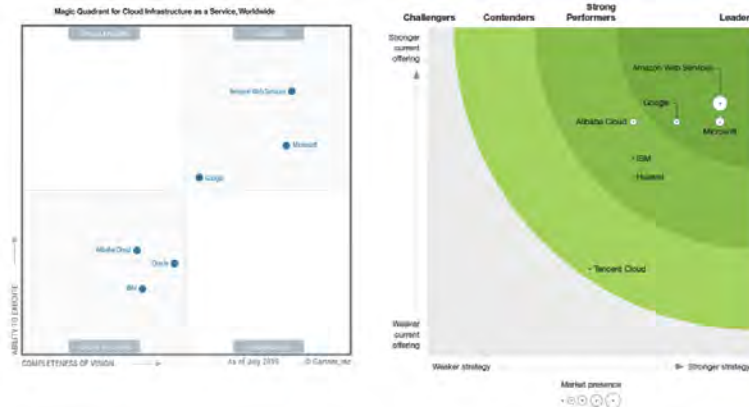 Magic Quadrant for Cloud Infrastructure as a Service, Worldwide
Amazon Web Services
Microsoft
Google
Alibaba Cloud
Oracle
IBM
ABILITY TO EXECUTE
COMPLETENESS OF VISION
As of July 2019
© Gartner, Inc
Challengers
Contenders
Strong
Performers
Leaders
Stronger
current
offering
Amazon Web Services
Google
Alibaba Cloud
Microsoft
IBM
Huawei
Tencent Cloud
Weaker
current
offering
Weaker strategy
Stronger strategy
Market presence